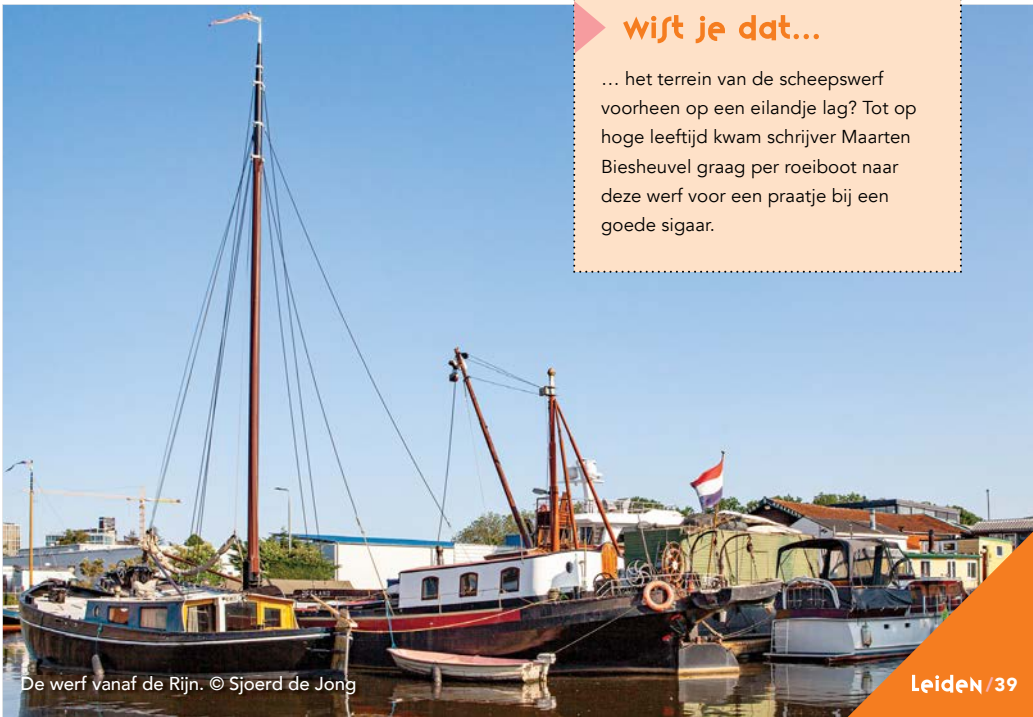 wist je dat...
... het terrein van de scheepswerf
voorheen op een eilandje lag? Tot op
hoge leeftijd kwam schrijver Maarten
Biesheuvel graag per roeiboot naar
deze werf voor een praatje bij een
goede sigaar.
De werf vanaf de Rijn. © Sjoerd de Jong
Leiden/39